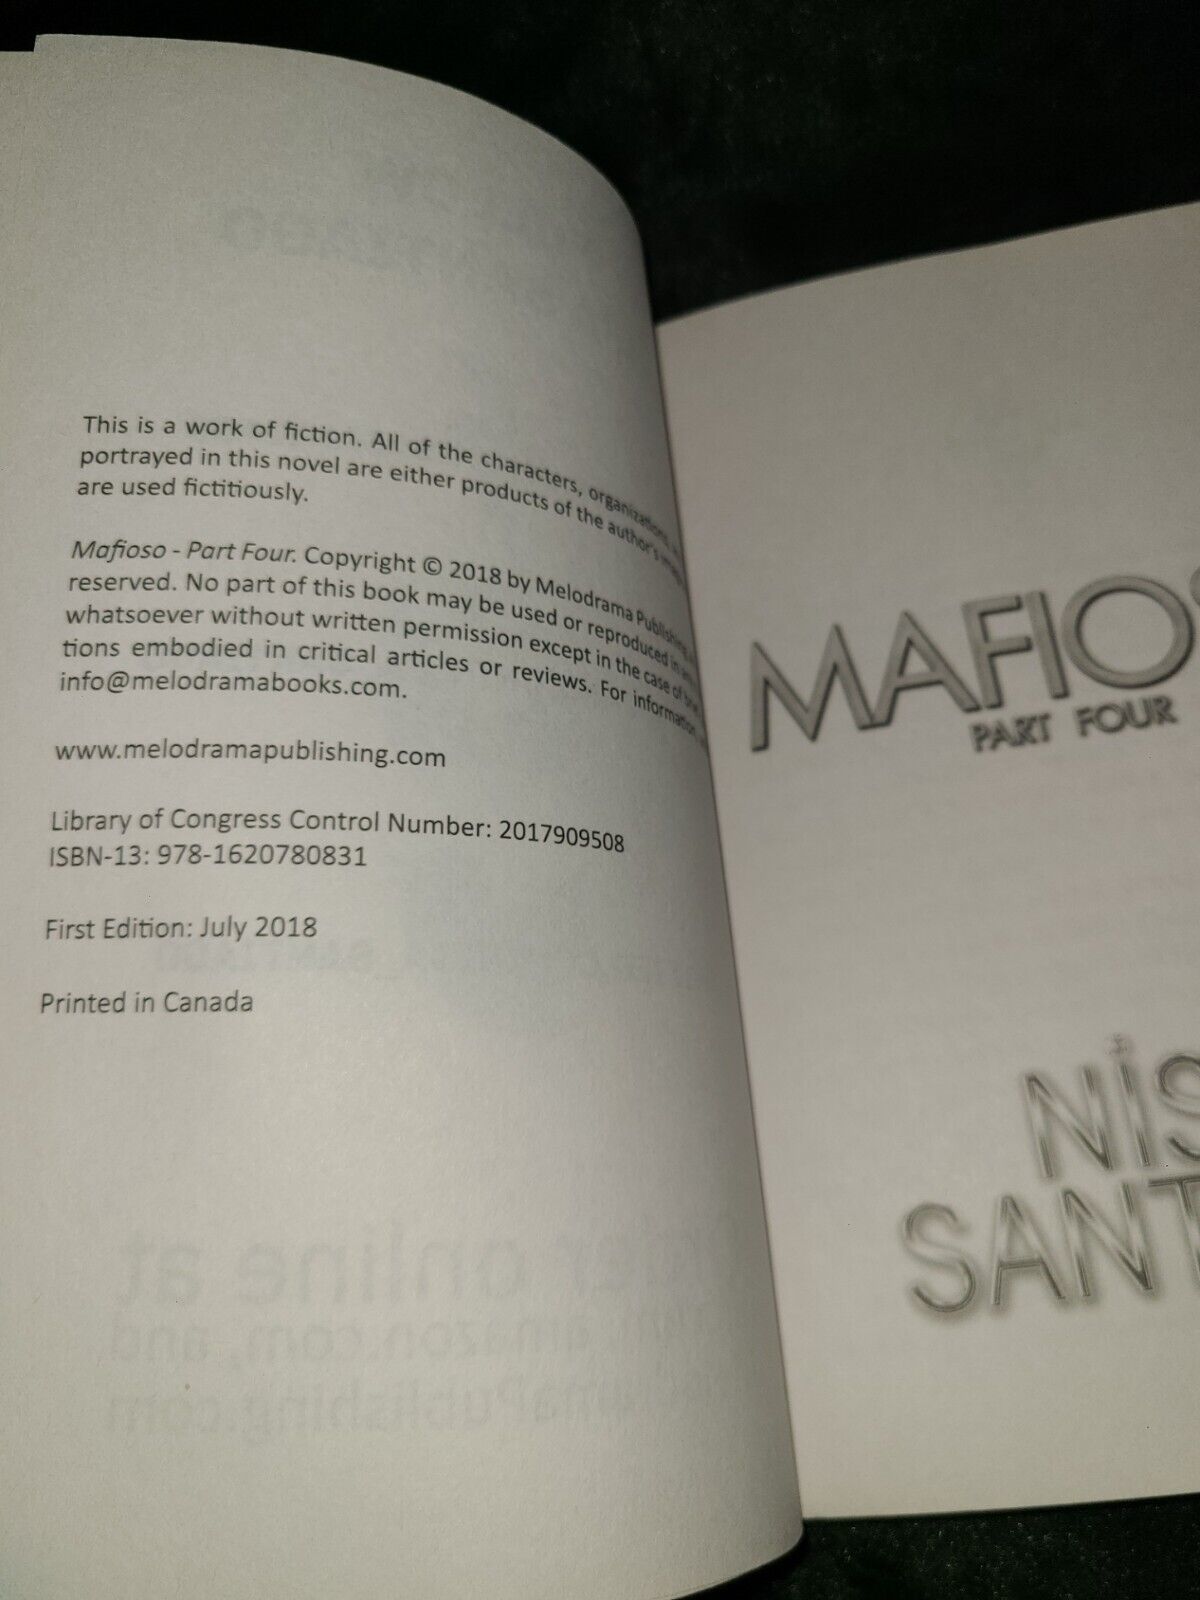 This is a work of fiction. All of the characters, organizations,
portrayed in this novel are either products of the author's
are used fictitiously.
Mafioso - Part Four. Copyright © 2018 by Melodrama Publishing.
reserved. No part of this book may be used or reproduced in
whatsoever without written permission except in the case of
tions embodied in critical articles or reviews. For information,
info@melodramabooks.com.
www.melodramapublishing.com
Library of Congress Control Number: 2017909508
ISBN-13: 978-1620780831
First Edition: July 2018
Printed in Canada
MAFIOS
PART FOUR
NIS
SANT